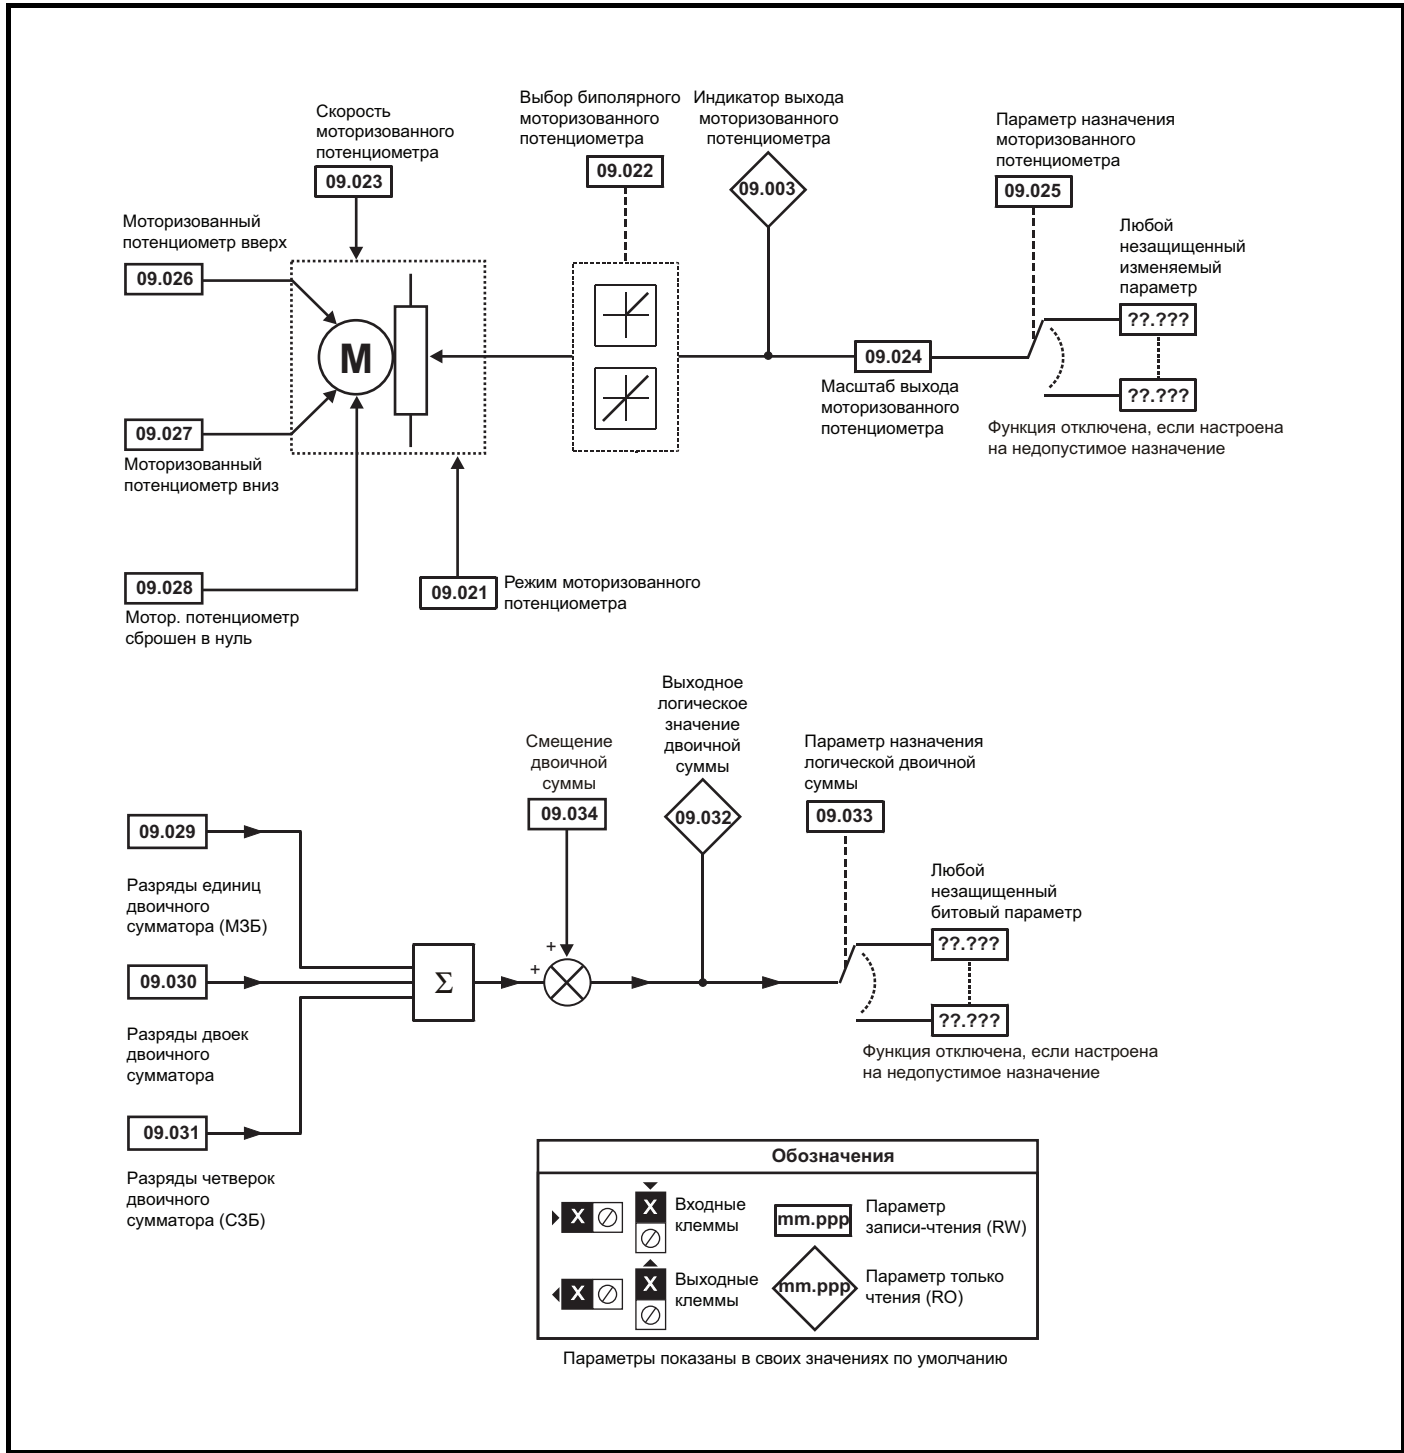 Скорость
моторизованного
потенциометра
09.023
Выбор биполярного
моторизованного
потенциометра
09.022
Индикатор выхода
моторизованного
потенциометра
09.003
Параметр назначения
моторизованного
потенциометра
09.025
Моторизованный
потенциометр вверх
09.026
M
Любой
незащищенный
изменяемый
параметр
??.???
??.???
09.024
Масштаб выхода
моторизованного
потенциометра
Функция отключена, если настроена
на недопустимое назначение
09.027
Моторизованный
потенциометр вниз
09.028
Мотор. потенциометр
сброшен в нуль
09.021
Режим моторизованного
потенциометра
Выходное
логическое
значение
двоичной
суммы
09.032
Смещение
двоичной
суммы
09.034
Параметр назначения
логической двоичной
суммы
09.033
09.029
Разряды единиц
двоичного
сумматора (МЗБ)
09.030
Σ
+
+
Разряды двоек
двоичного
сумматора
09.031
Разряды четверок
двоичного
сумматора (СЗБ)
Любой
незащищенный
битовый параметр
??.???
??.???
Функция отключена, если настроена
на недопустимое назначение
Обозначения
X
X
Входные
клеммы
mm.ppp
Параметр
записи-чтения (RW)
X
X
Выходные
клеммы
mm.ppp
Параметр только
чтения (RO)
Параметры показаны в своих значениях по умолчанию